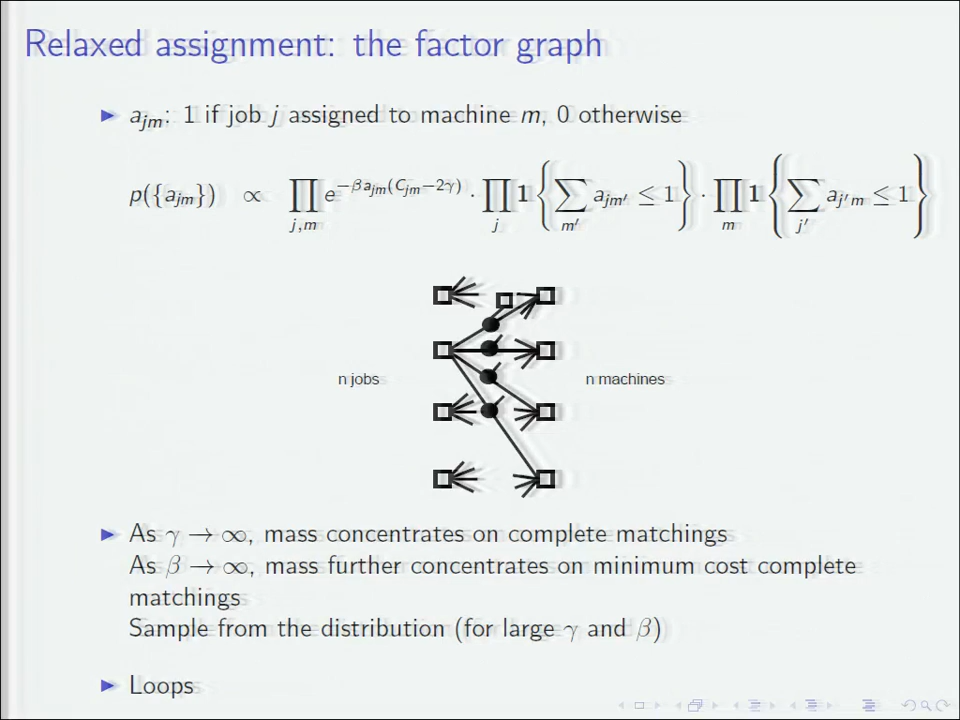 Relaxed assignment: the factor graph
▶ a_{jm}: 1 if job j assigned to machine m, 0 otherwise
p({a_{jm}}) ∝ ∏_{j,m} e^{−βa_{jm}(C_{jm}−2γ)} · ∏_j 1{∑_{m′} a_{jm′} ≤ 1} · ∏_m 1{∑_{j′} a_{j′m} ≤ 1}
n jobs
n machines
▶ As γ → ∞, mass concentrates on complete matchings
As β → ∞, mass further concentrates on minimum cost complete
matchings
Sample from the distribution (for large γ and β)
▶ Loops